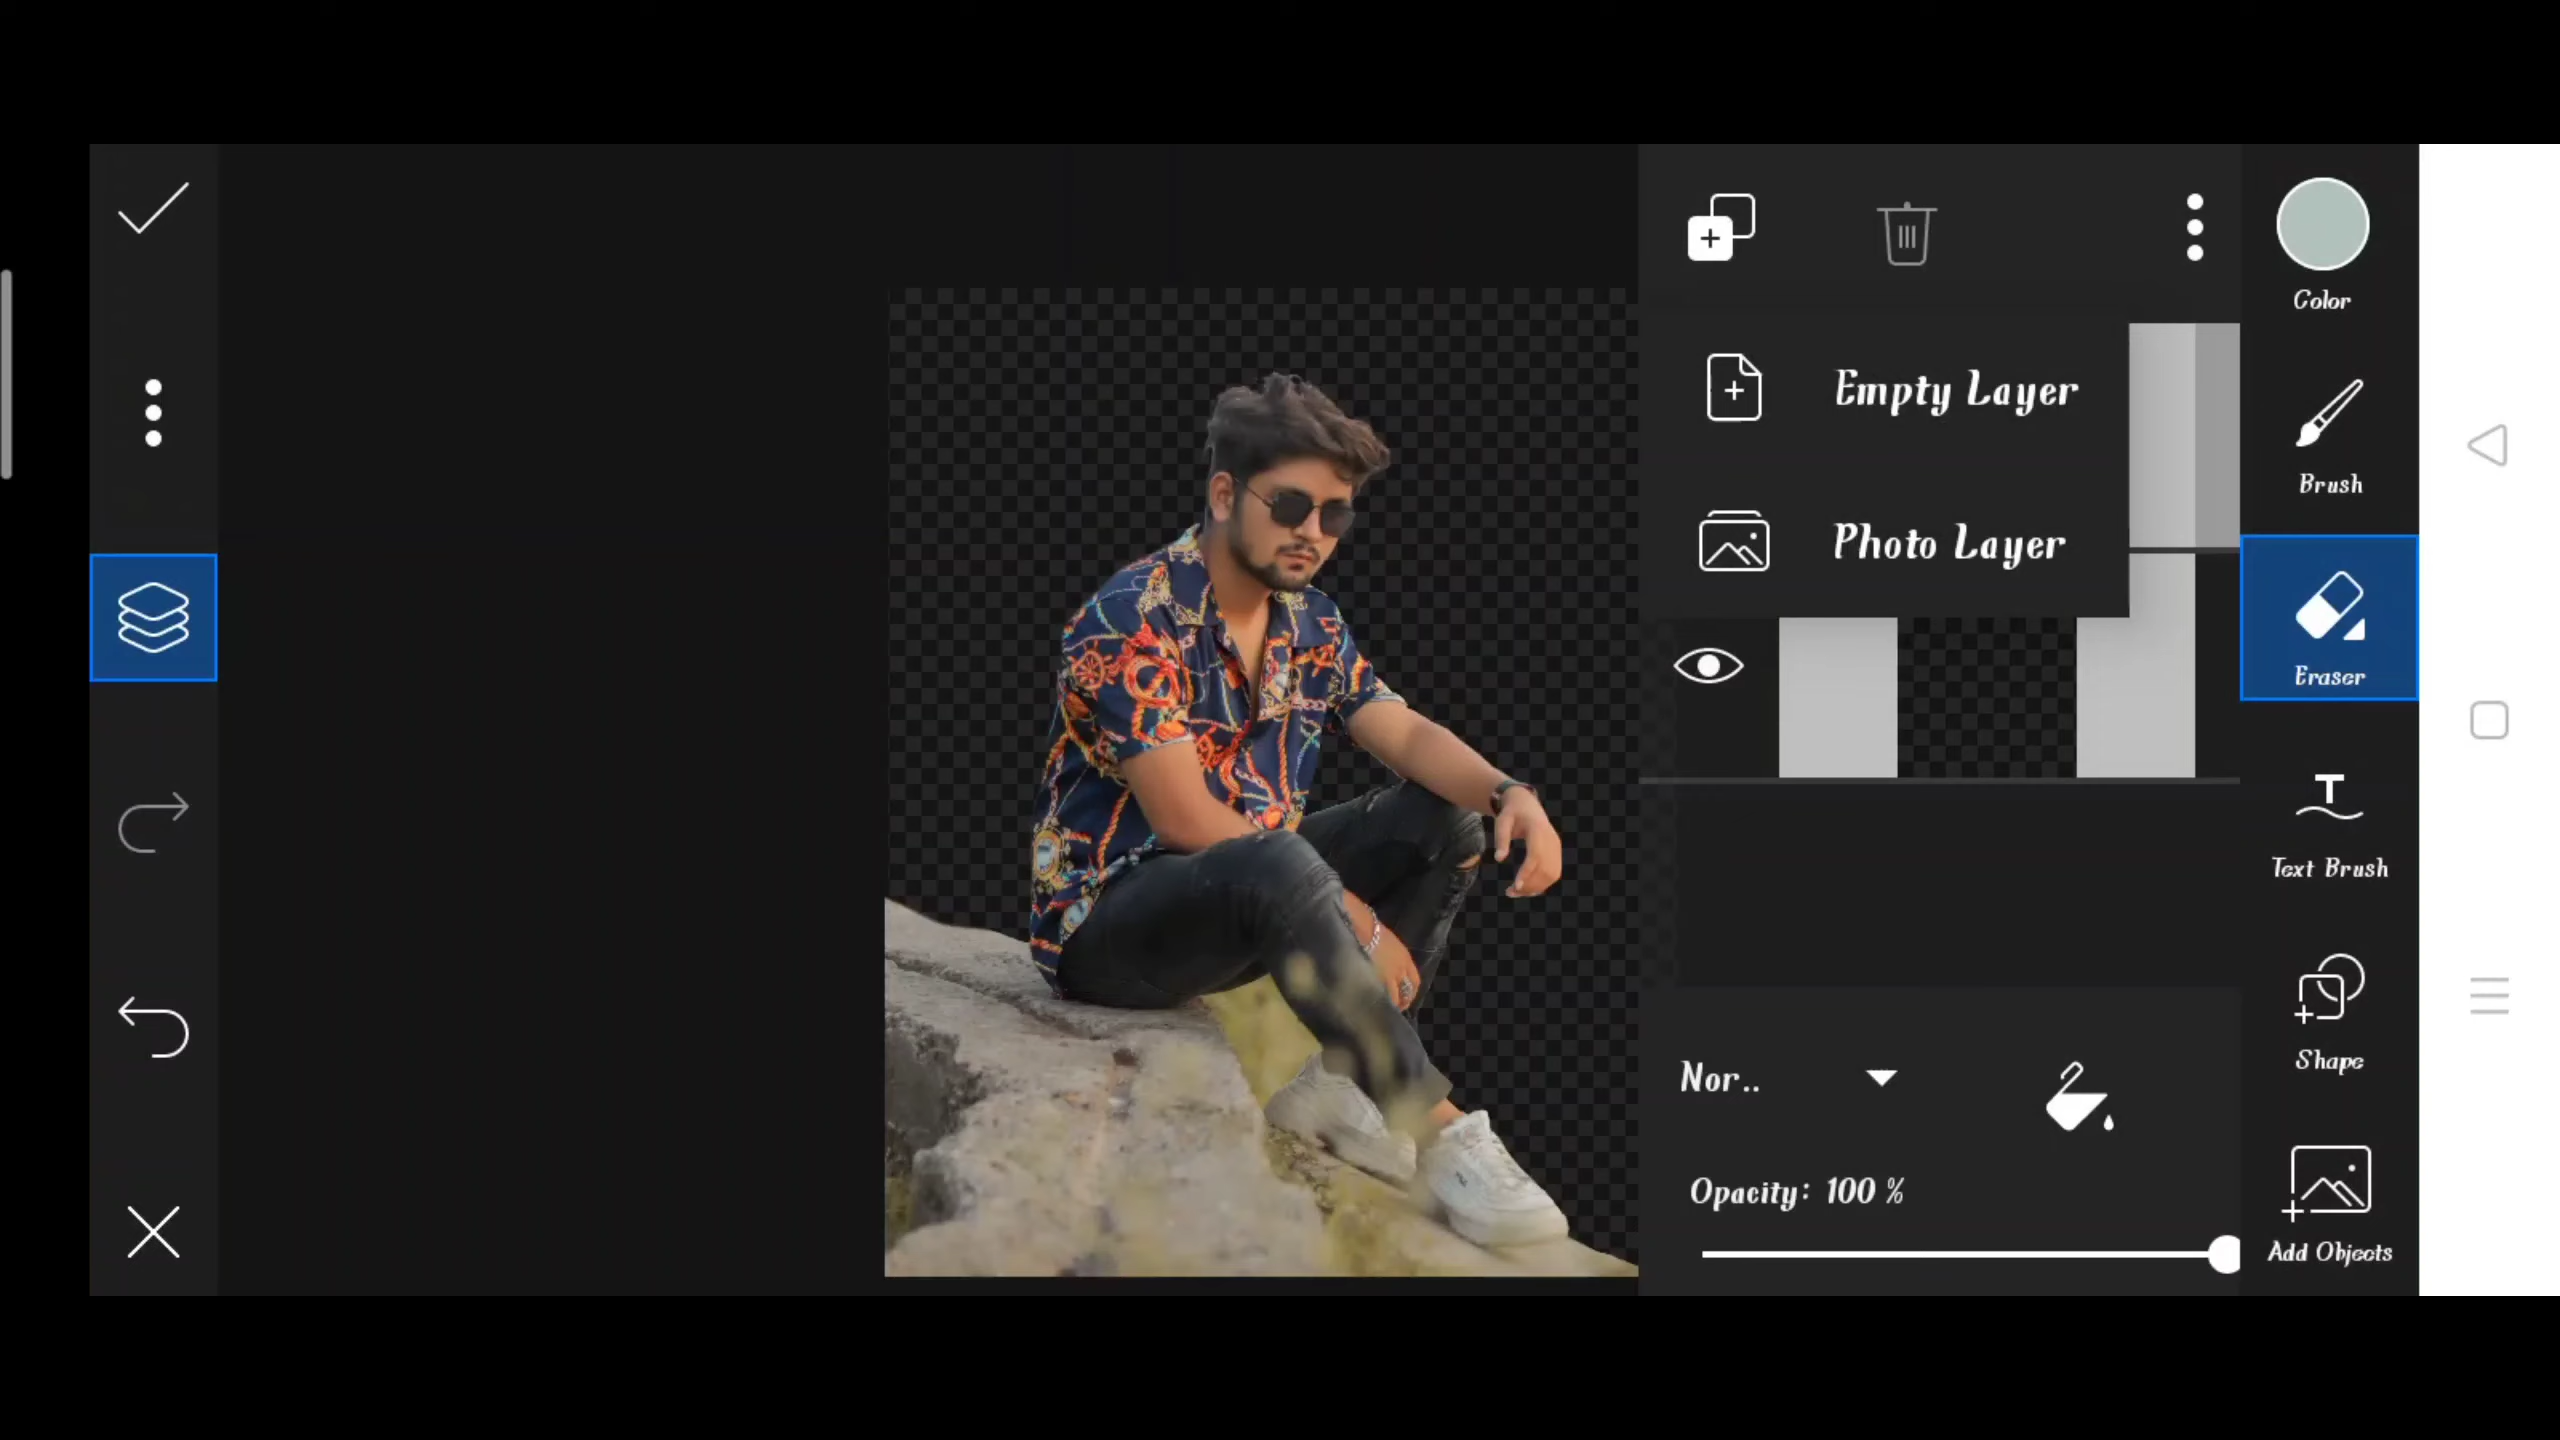 Color
Empty Layer
Brush
Photo Layer
Eraser
Text Brush
Nor..
Shape
Opacity: 100 %
Add Objects